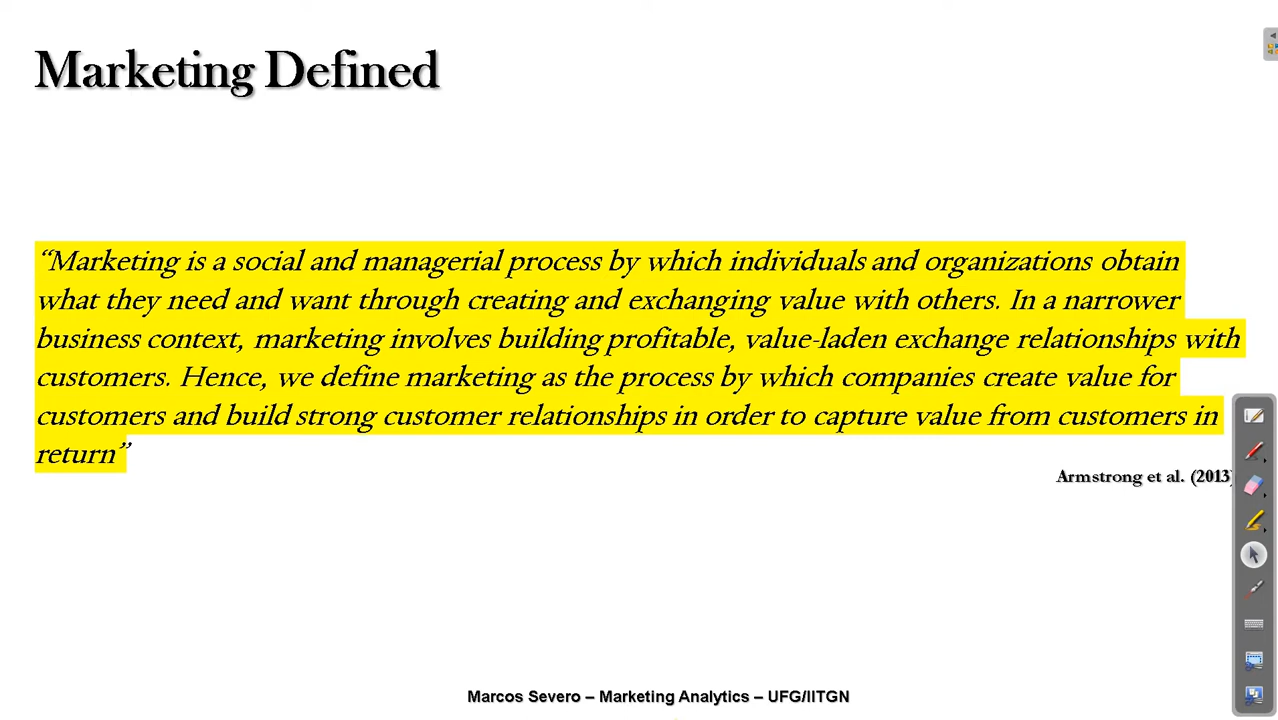 Marketing Defined
“Marketing is a social and managerial process by which individuals and organizations obtain
what they need and want through creating and exchanging value with others. In a narrower
business context, marketing involves building profitable, value-laden exchange relationships with
customers. Hence, we define marketing as the process by which companies create value for
customers and build strong customer relationships in order to capture value from customers in
return”
Armstrong et al. (2013)
Marcos Severo – Marketing Analytics – UFG/IITGN